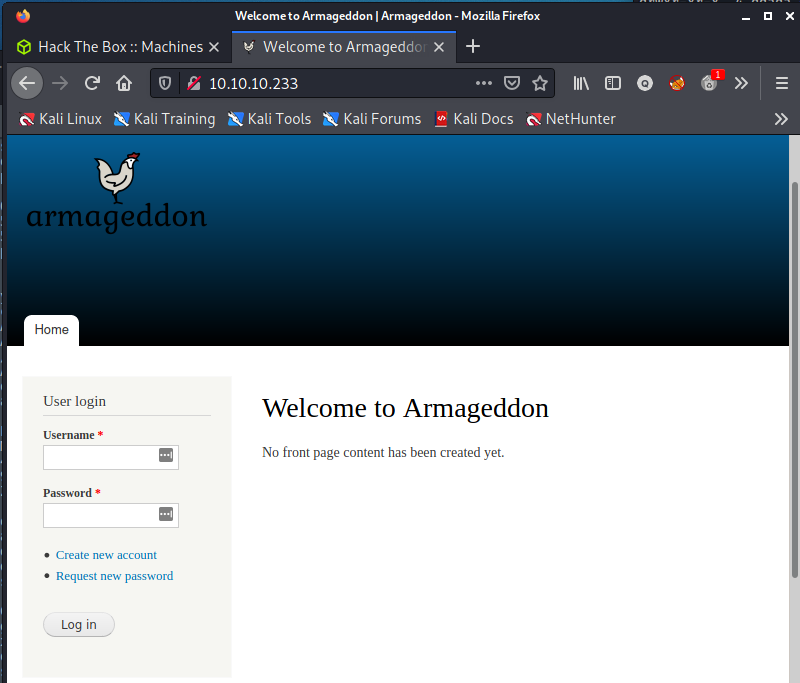 Welcome to Armageddon | Armageddon - Mozilla Firefox
Hack The Box :: Machines
Welcome to Armageddon
10.10.10.233
1
Kali Linux
Kali Training
Kali Tools
Kali Forums
Kali Docs
NetHunter
armageddon
Home
User login
Username *
Password *
Create new account
Request new password
Log in
Welcome to Armageddon
No front page content has been created yet.